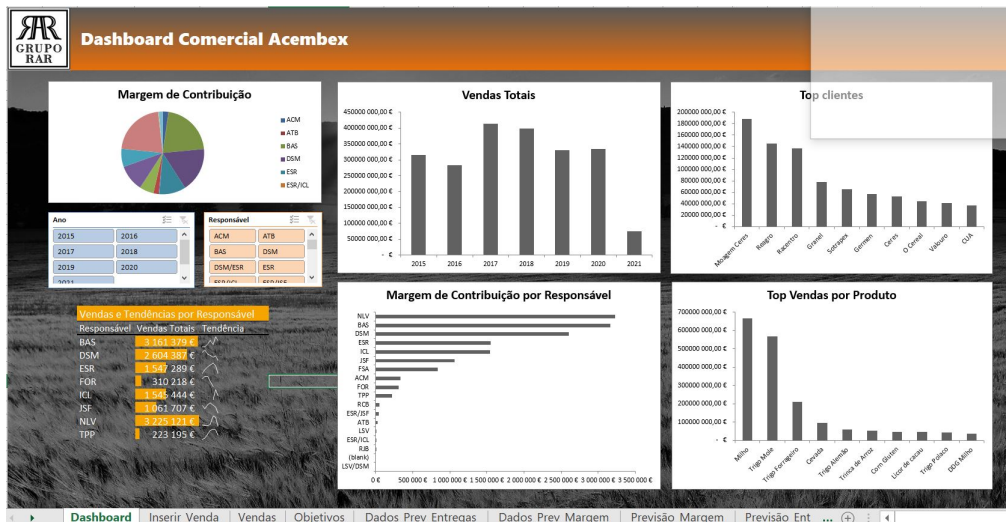 RAR
GRUPO
RAR
Dashboard Comercial Acembex
Margem de Contribuição
ACM
ATB
BAS
DSM
ESR
ESR/ICL
Ano
2015 2016
2017 2018
2019 2020
2021
Responsável
ACM ATB
BAS DSM
DSM/ESR ESR
ESR/ICL ESR/JSF
Vendas e Tendências por Responsável
Responsável Vendas Totais Tendência
BAS 3 161 379 €
DSM 2 604 387 €
ESR 1 547 289 €
FOR 310 218 €
ICL 1 545 444 €
JSF 1 061 707 €
NLV 3 225 121 €
TPP 223 195 €
Vendas Totais
450000 000,00 €
400000 000,00 €
350000 000,00 €
300000 000,00 €
250000 000,00 €
200000 000,00 €
150000 000,00 €
100000 000,00 €
50000 000,00 €
- €
2015 2016 2017 2018 2019 2020 2021
Top clientes
200000 000,00 €
180000 000,00 €
160000 000,00 €
140000 000,00 €
120000 000,00 €
100000 000,00 €
80000 000,00 €
60000 000,00 €
40000 000,00 €
20000 000,00 €
- €
Moagem Ceres Reagro Racentro Granel Sotrapex Germen Ceres O Cereal Valouro CUA
Margem de Contribuição por Responsável
NLV
BAS
DSM
ESR
ICL
JSF
FSA
ACM
FOR
TPP
RCB
ESR/JSF
ATB
LSV
ESR/ICL
RJB
(blank)
LSV/DSM
0 € 500 000 € 1 000 000 € 1 500 000 € 2 000 000 € 2 500 000 € 3 000 000 € 3 500 000 €
Top Vendas por Produto
700000 000,00 €
600000 000,00 €
500000 000,00 €
400000 000,00 €
300000 000,00 €
200000 000,00 €
100000 000,00 €
- €
Milho Trigo Mole Trigo Forrageiro Cevada Trigo Alemão Trinca de Arroz Corn Gluten Licor de cacau Trigo Polaco DDG Milho
Dashboard Inserir Venda Vendas Objetivos Dados Prev Entregas Dados Prev Margem Previsão Margem Previsão Ent ...